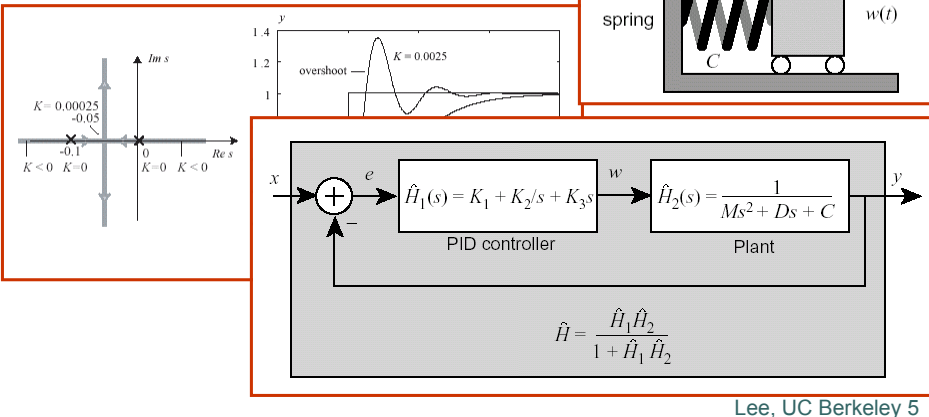 y
1.4
1.2
1
K = 0.0025
overshoot
spring
C
w(t)
Im s
K = 0.00025
-0.05
-0.1
0
Re s
K < 0 K=0 K=0 K < 0
x
e
Ĥ₁(s) = K₁ + K₂/s + K₃s
PID controller
w
Ĥ₂(s) = 1 / (Ms² + Ds + C)
Plant
y
+
−
Ĥ = Ĥ₁Ĥ₂ / (1 + Ĥ₁Ĥ₂)
Lee, UC Berkeley 5